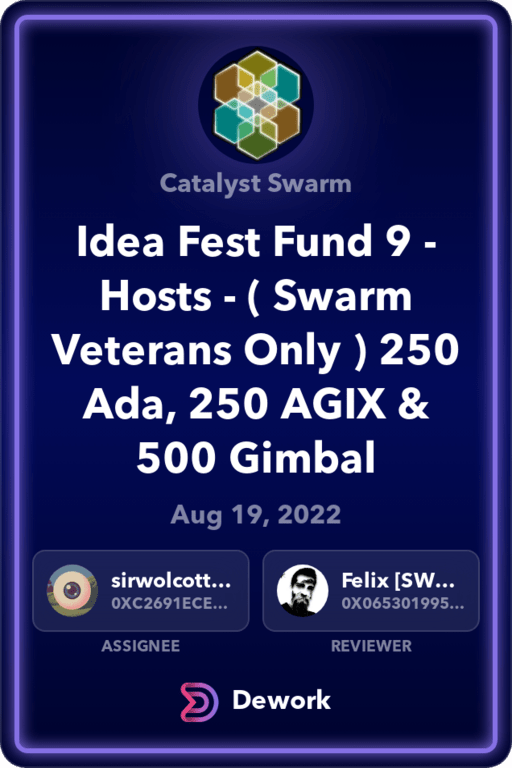 Catalyst Swarm
Idea Fest Fund 9 -
Hosts - ( Swarm
Veterans Only ) 250
Ada, 250 AGIX &
500 Gimbal
Aug 19, 2022
sirwolcott...
0XC2691ECE...
ASSIGNEE
Felix [SW...
0X065301995...
REVIEWER
Dework